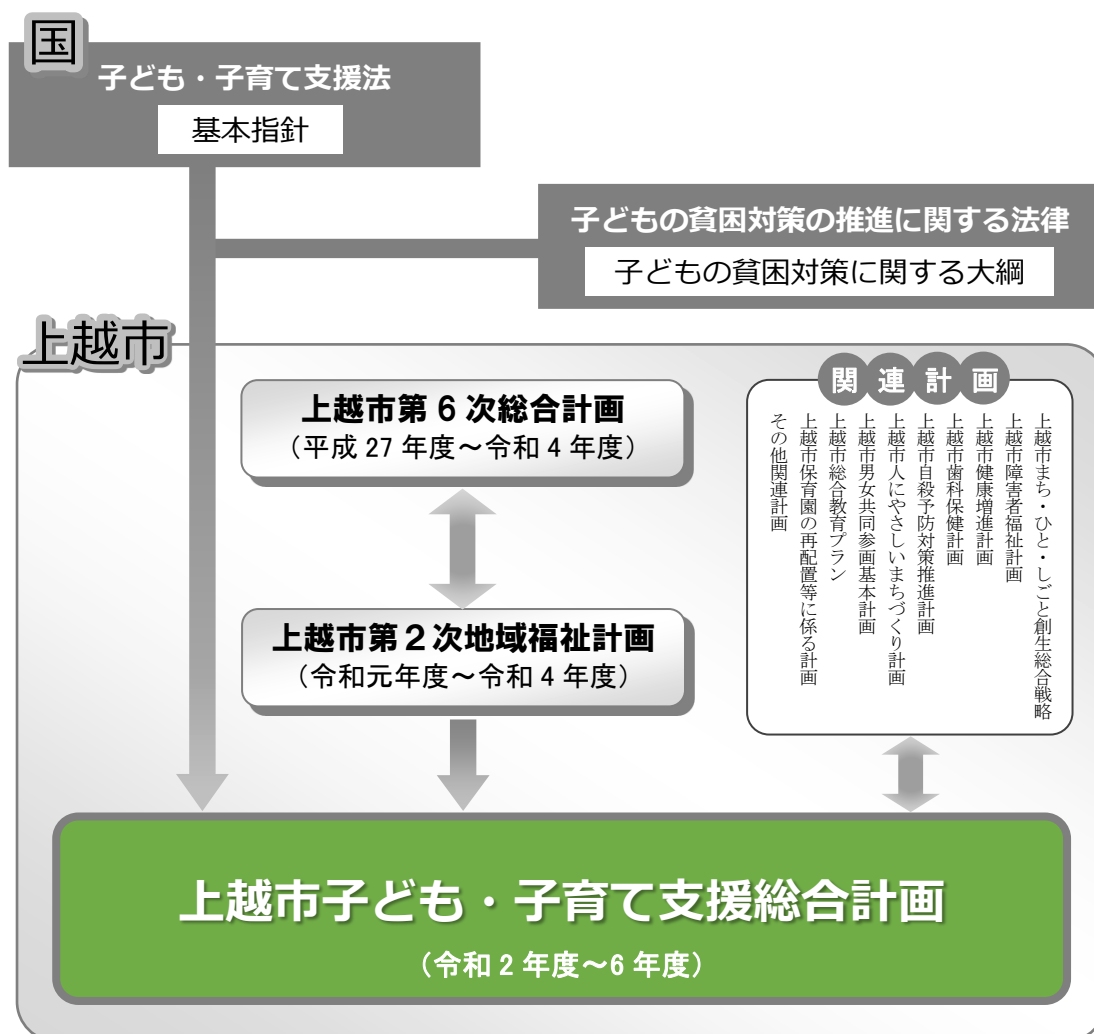 国
子ども・子育て支援法
基本指針
子どもの貧困対策の推進に関する法律
子どもの貧困対策に関する大綱
上越市
上越市第6次総合計画
（平成27年度～令和4年度）
上越市第2次地域福祉計画
（令和元年度～令和4年度）
関連計画
上越市まち・ひと・しごと創生総合戦略
上越市障害者福祉計画
上越市健康増進計画
上越市歯科保健計画
上越市自殺予防対策推進計画
上越市人にやさしいまちづくり計画
上越市男女共同参画基本計画
上越市総合教育プラン
上越市保育園の再配置等に係る計画
その他関連計画
上越市子ども・子育て支援総合計画
（令和2年度～6年度）